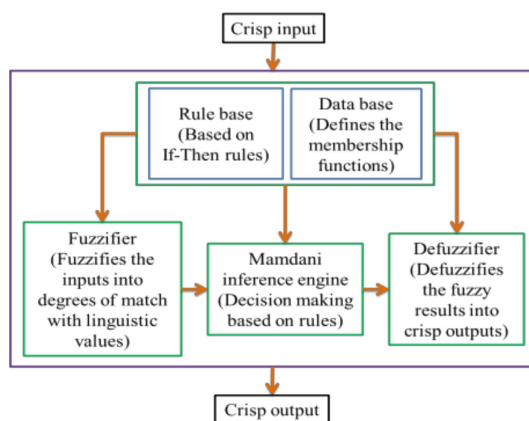 Crisp input
Rule base
(Based on
If-Then rules)
Data base
(Defines the
membership
functions)
Fuzzifier
(Fuzzifies the
inputs into
degrees of match
with linguistic
values)
Mamdani
inference engine
(Decision making
based on rules)
Defuzzifier
(Defuzzifies
the fuzzy
results into
crisp outputs)
Crisp output